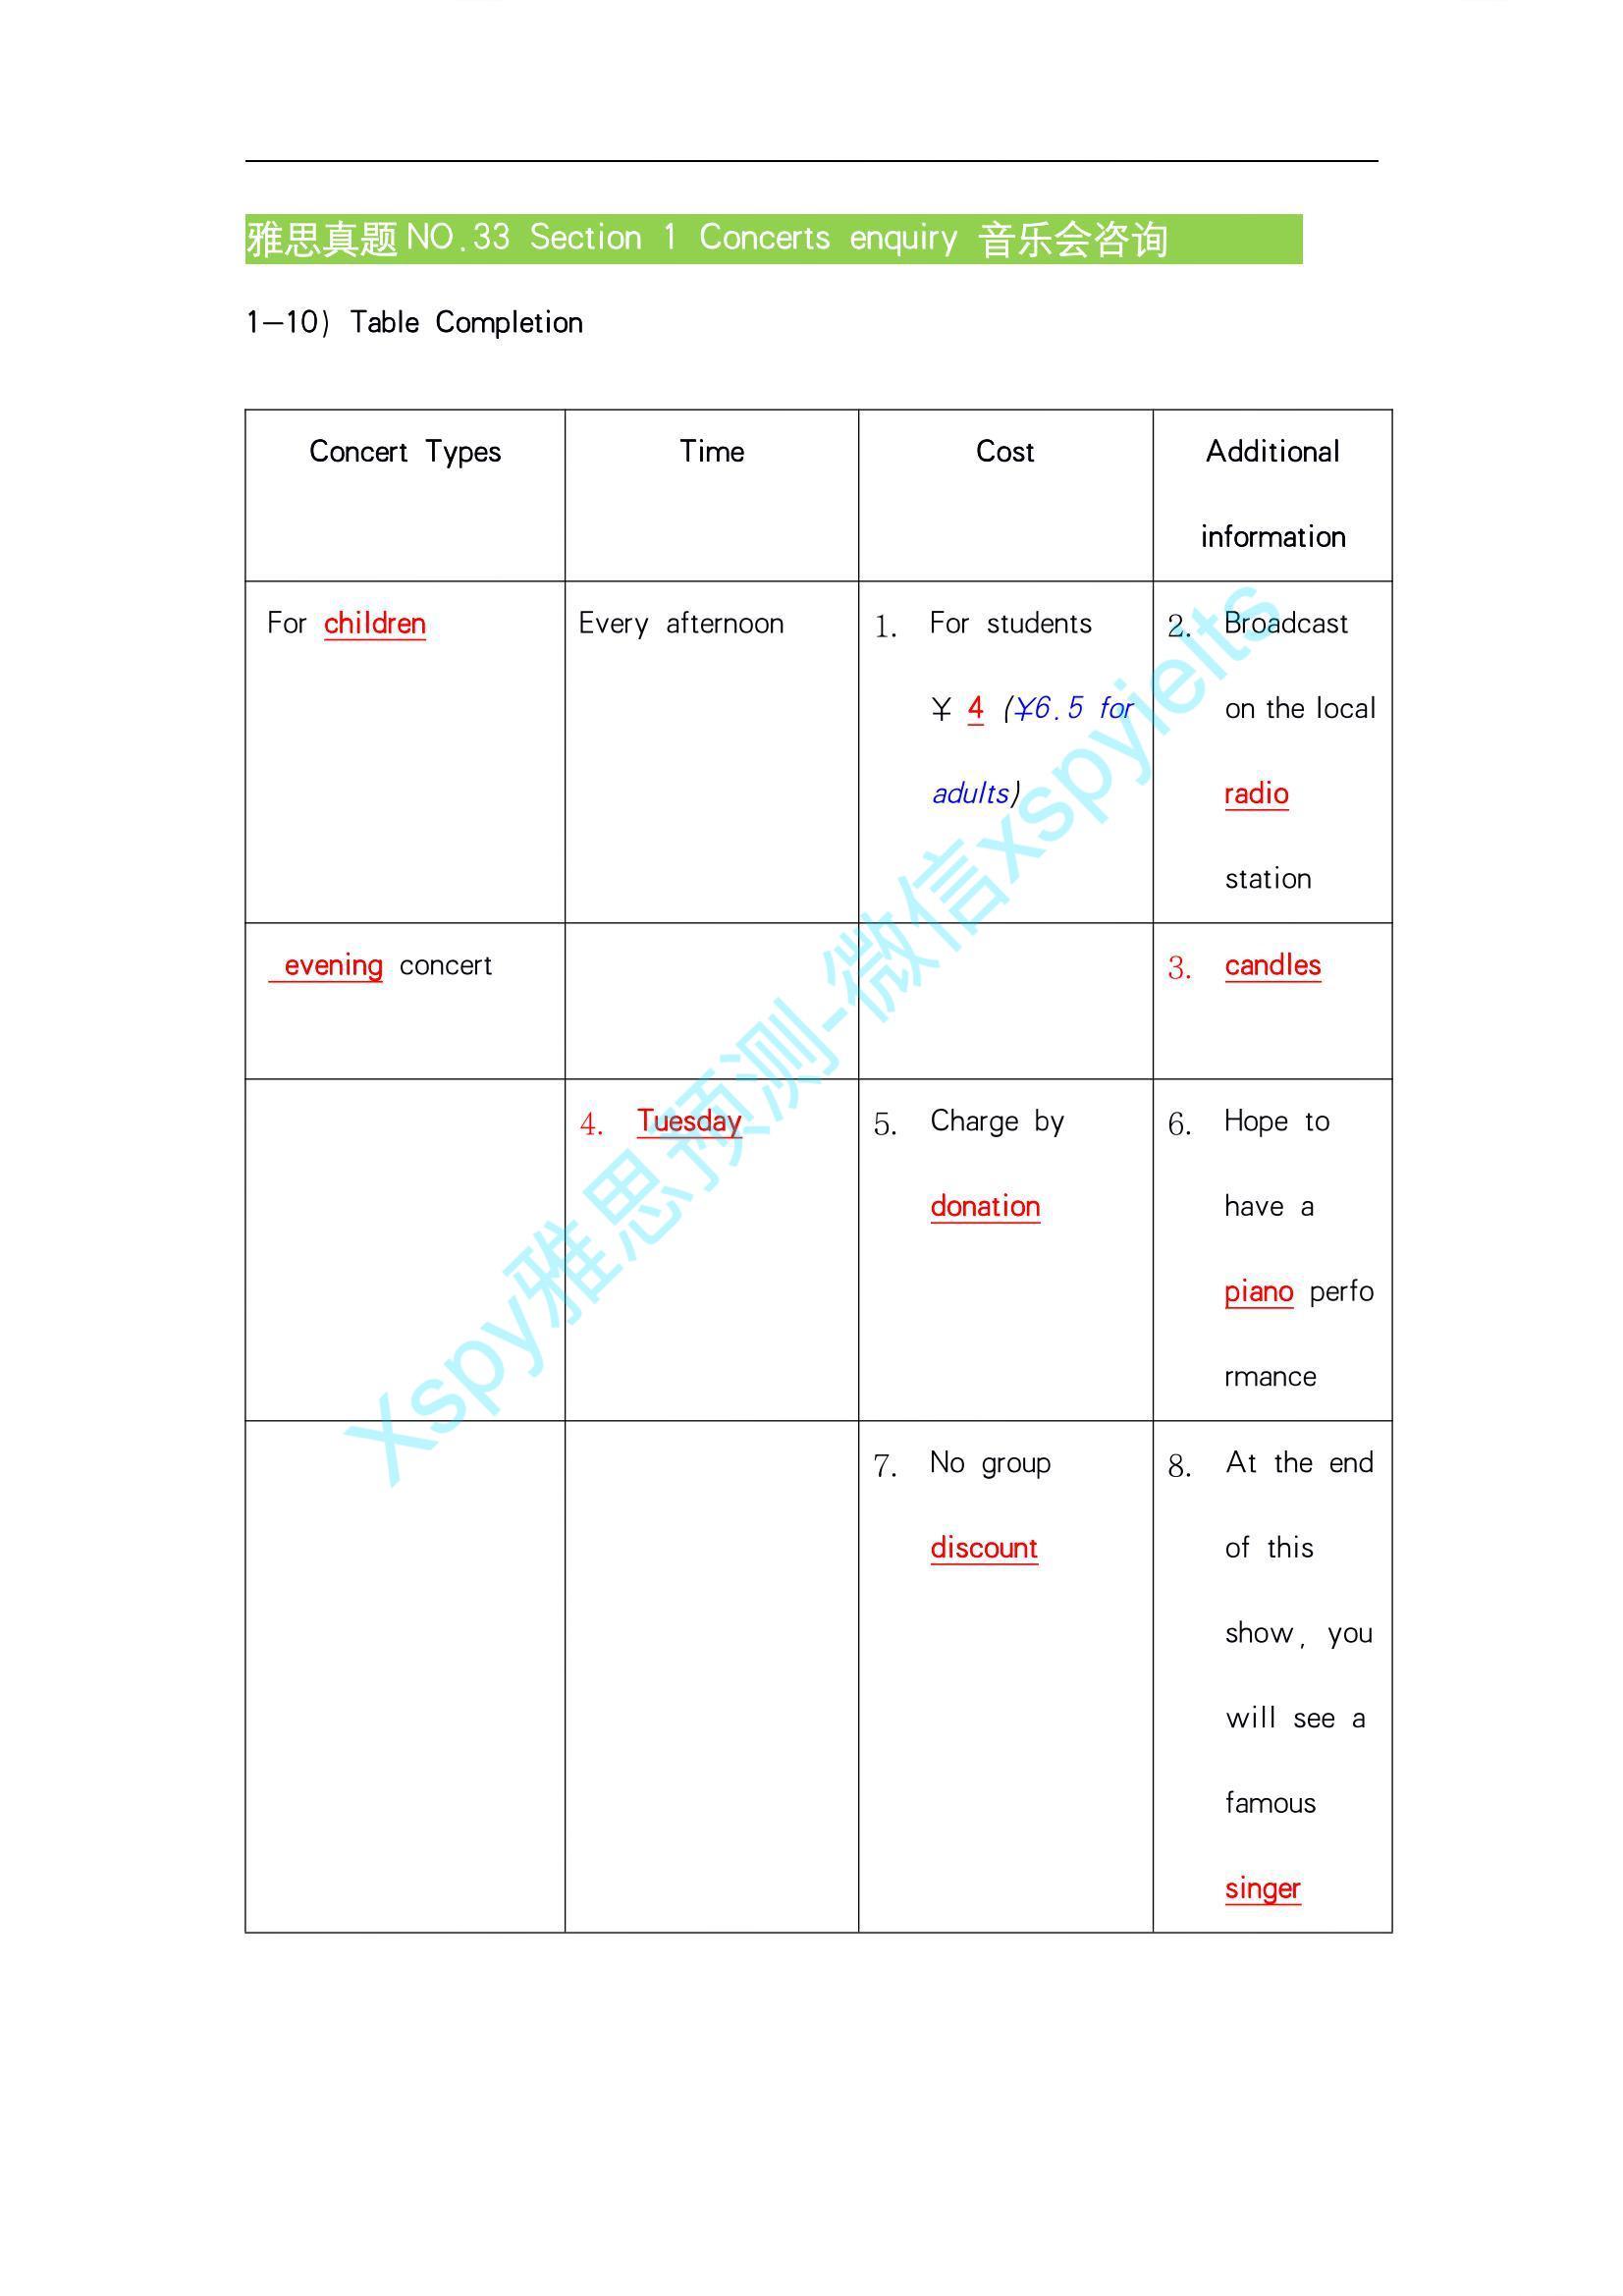 雅思真题NO.33 Section 1 Concerts enquiry 音乐会咨询
1—10) Table Completion
Concert Types
Time
Cost
Additional
information
For children
Every afternoon
1. For students
¥ 4 (¥6.5 for
adults)
2. Broadcast
on the local
radio
station
evening concert
3. candles
4. Tuesday
5. Charge by
donation
6. Hope to
have a
piano perfo
rmance
7. No group
discount
8. At the end
of this
show, you
will see a
famous
singer
Xspy雅思预测-微信xspyielts